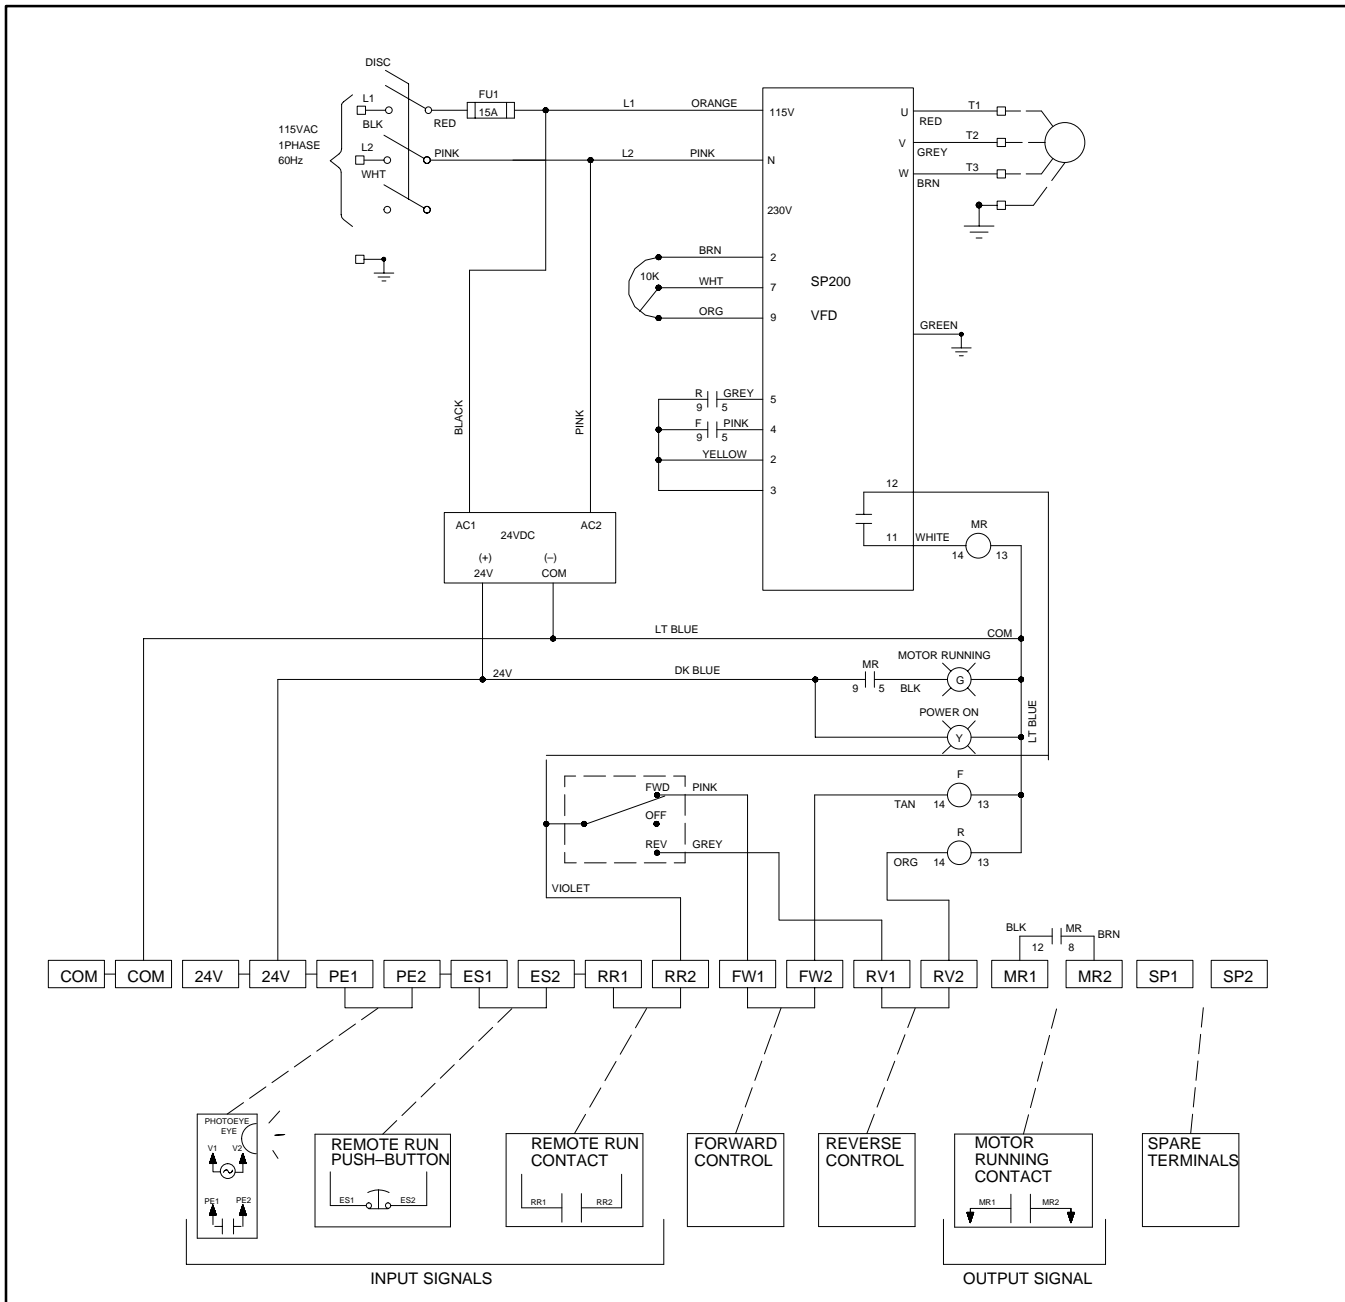 DISC
L1
FU1
15A
BLK
RED
L1
ORANGE
115V
U
T1
RED
115VAC
1PHASE
60Hz
L2
PINK
L2
PINK
N
V
T2
GREY
WHT
W
T3
BRN
230V
BRN
2
10K
WHT
7
SP200
ORG
9
VFD
GREEN
BLACK
PINK
R
GREY
9
5
5
F
PINK
9
5
4
YELLOW
2
3
12
AC1
AC2
24VDC
(+)
(–)
24V
COM
11
WHITE
MR
14
13
LT BLUE
COM
24V
DK BLUE
MR
9
5
BLK
MOTOR RUNNING
G
POWER ON
Y
LT BLUE
FWD
PINK
OFF
REV
GREY
F
TAN
14
13
R
ORG
14
13
VIOLET
BLK
MR
BRN
12
8
COM
COM
24V
24V
PE1
PE2
ES1
ES2
RR1
RR2
FW1
FW2
RV1
RV2
MR1
MR2
SP1
SP2
PHOTOEYE
EYE
V1
V2
PE1
PE2
REMOTE RUN
PUSH–BUTTON
ES1
ES2
REMOTE RUN
CONTACT
RR1
RR2
FORWARD
CONTROL
REVERSE
CONTROL
MOTOR
RUNNING
CONTACT
MR1
MR2
SPARE
TERMINALS
INPUT SIGNALS
OUTPUT SIGNAL